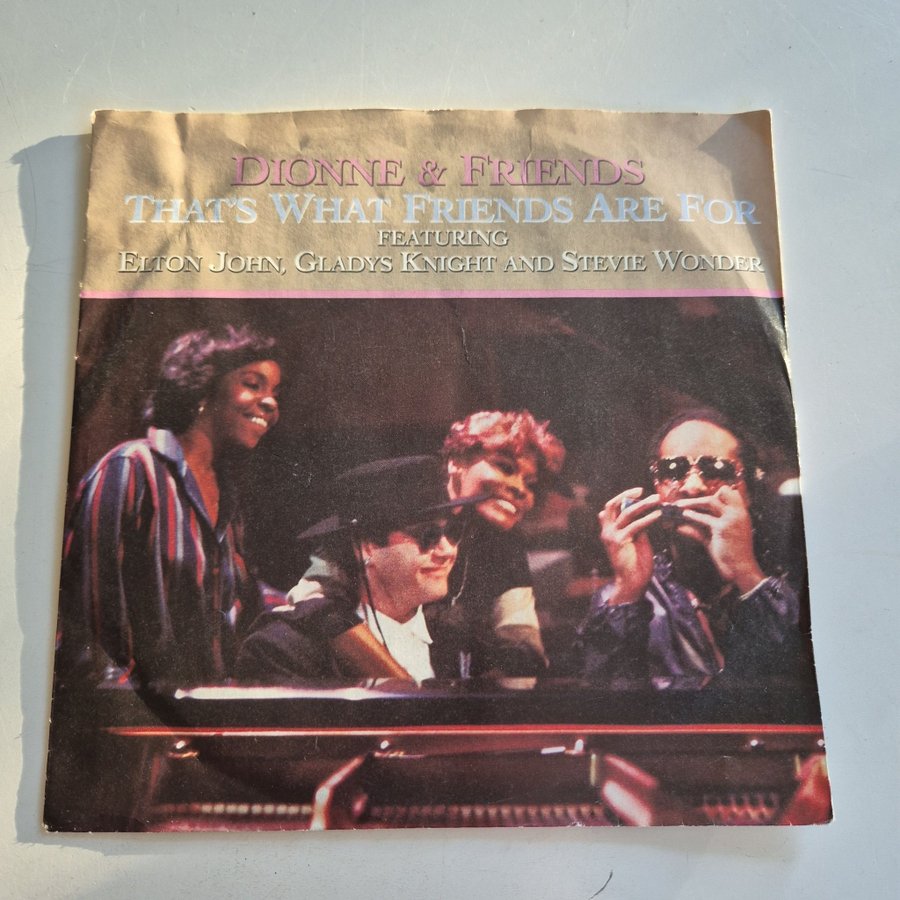 DIONNE & FRIENDS
THAT'S WHAT FRIENDS ARE FOR
FEATURING
ELTON JOHN, GLADYS KNIGHT AND STEVIE WONDER